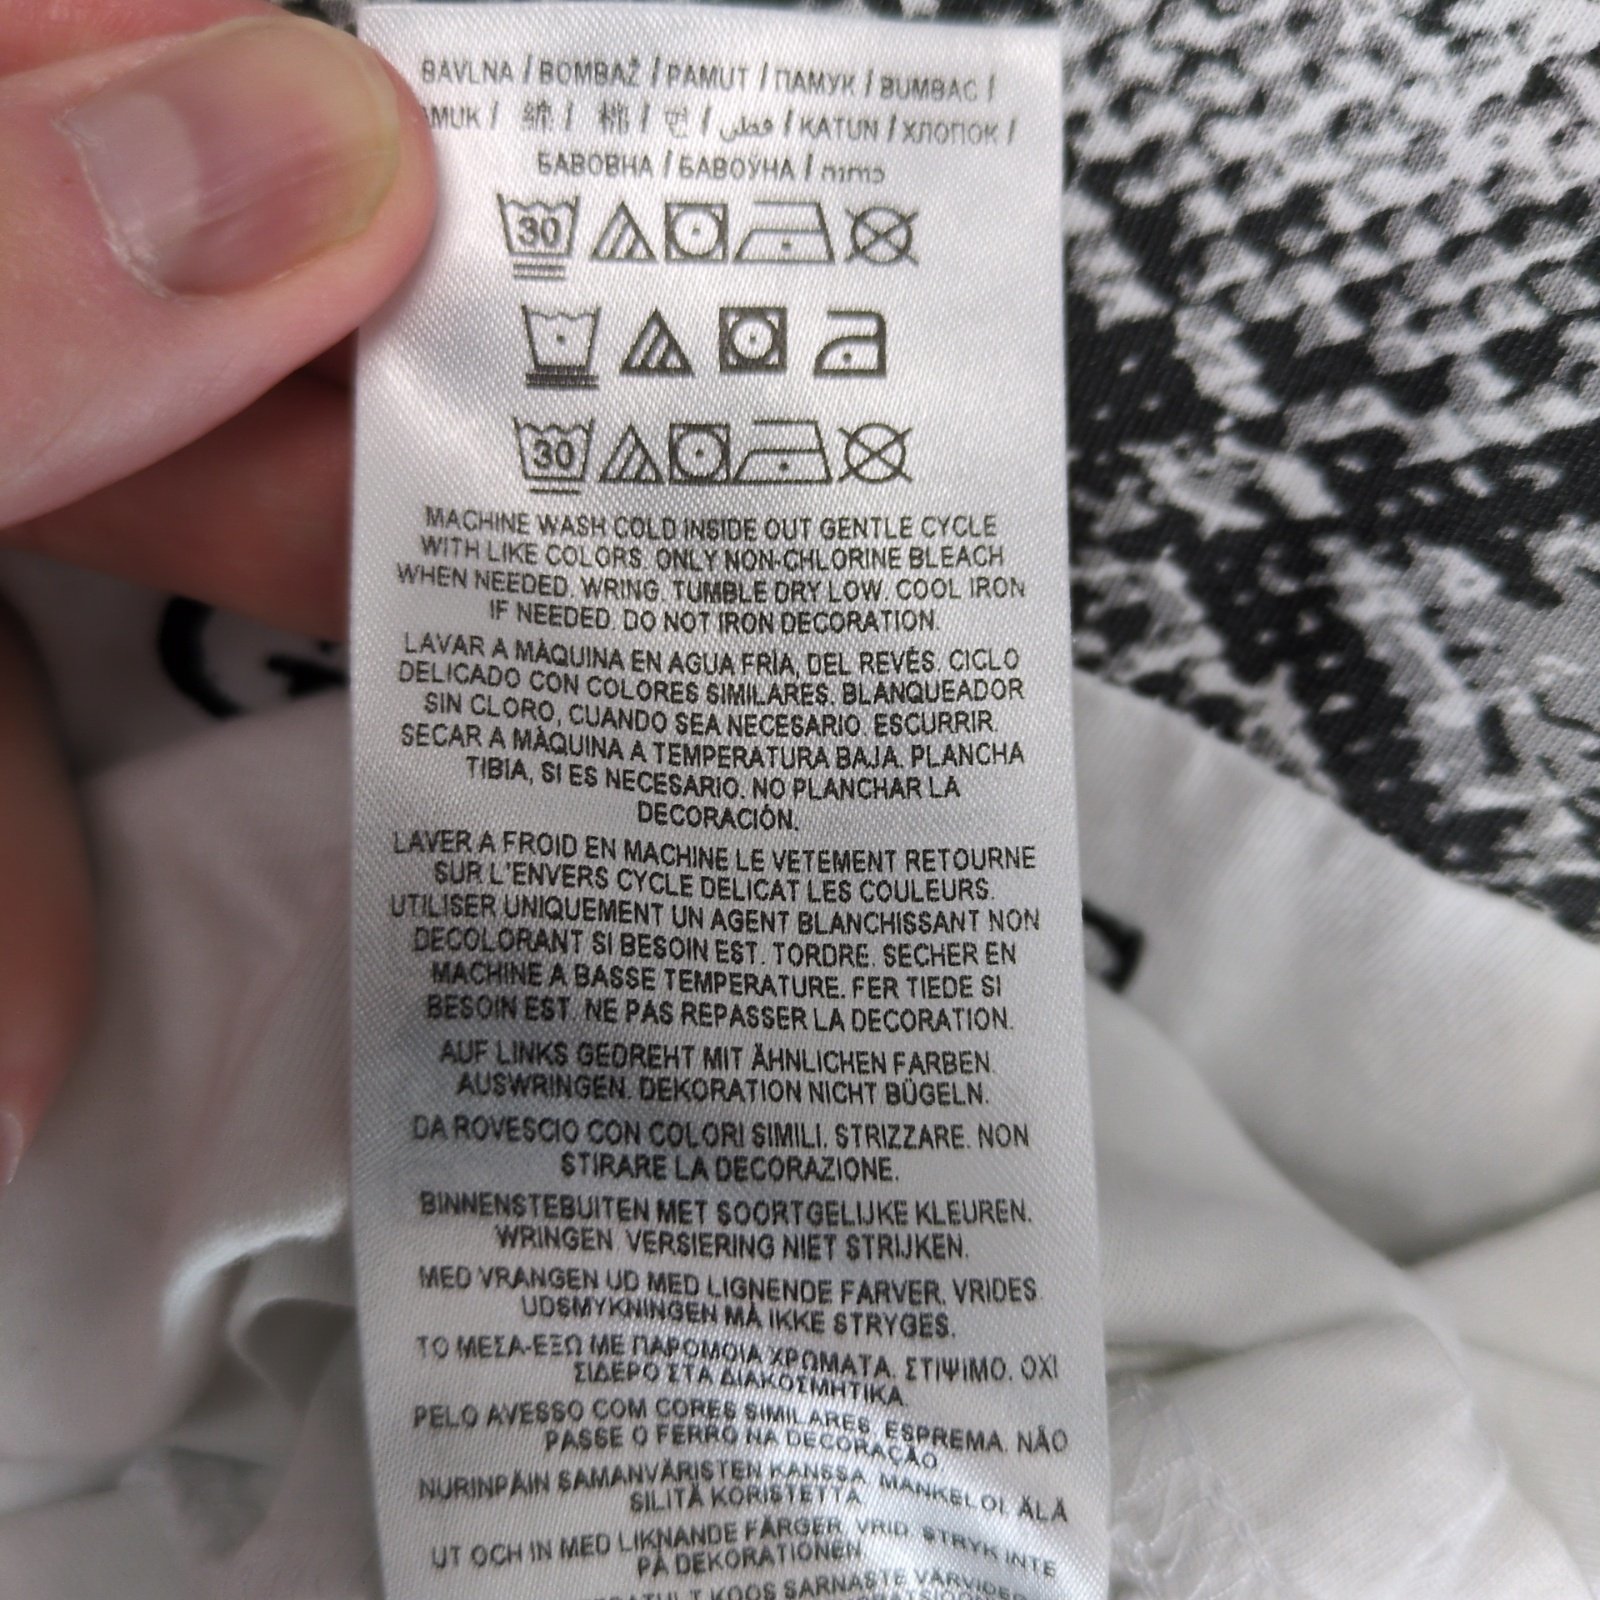 BAVLNA / BOMBAŽ / PAMUT / ПАМУК / BUMBAC /
AMUK / 綿 / 棉 / 면 / قطن / KATUN / ХЛОПОК /
БАВОВНА / БАВОЎНА / כותנה
30
30
MACHINE WASH COLD INSIDE OUT GENTLE CYCLE
WITH LIKE COLORS. ONLY NON-CHLORINE BLEACH
WHEN NEEDED. WRING. TUMBLE DRY LOW. COOL IRON
IF NEEDED. DO NOT IRON DECORATION.
LAVAR A MÀQUINA EN AGUA FRÍA, DEL REVÉS. CICLO
DELICADO CON COLORES SIMILARES. BLANQUEADOR
SIN CLORO, CUANDO SEA NECESARIO. ESCURRIR.
SECAR A MÀQUINA A TEMPERATURA BAJA. PLANCHA
TIBIA, SI ES NECESARIO. NO PLANCHAR LA
DECORACIÓN.
LAVER A FROID EN MACHINE LE VETEMENT RETOURNE
SUR L'ENVERS CYCLE DELICAT LES COULEURS.
UTILISER UNIQUEMENT UN AGENT BLANCHISSANT NON
DECOLORANT SI BESOIN EST. TORDRE. SECHER EN
MACHINE A BASSE TEMPERATURE. FER TIEDE SI
BESOIN EST. NE PAS REPASSER LA DECORATION.
AUF LINKS GEDREHT MIT ÄHNLICHEN FARBEN.
AUSWRINGEN. DEKORATION NICHT BÜGELN.
DA ROVESCIO CON COLORI SIMILI. STRIZZARE. NON
STIRARE LA DECORAZIONE.
BINNENSTEBUITEN MET SOORTGELIJKE KLEUREN.
WRINGEN. VERSIERING NIET STRIJKEN.
MED VRANGEN UD MED LIGNENDE FARVER. VRIDES.
UDSMYKNINGEN MÅ IKKE STRYGES.
ΤΟ ΜΕΣΑ-ΕΞΩ ΜΕ ΠΑΡΟΜΟΙΑ ΧΡΩΜΑΤΑ. ΣΤΙΨΙΜΟ. ΟΧΙ
ΣΙΔΕΡΟ ΣΤΑ ΔΙΑΚΟΣΜΗΤΙΚΑ.
PELO AVESSO COM CORES SIMILARES. ESPREMA. NÃO
PASSE O FERRO NA DECORAÇÃO.
NURINPÄIN SAMANVÄRISTEN KANSSA. MANKELOI. ÄLÄ
SILITÄ KORISTETTA.
UT OCH IN MED LIKNANDE FÄRGER. VRID. STRYK INTE
PÅ DEKORATIONEN.
KOOS SARNASTE